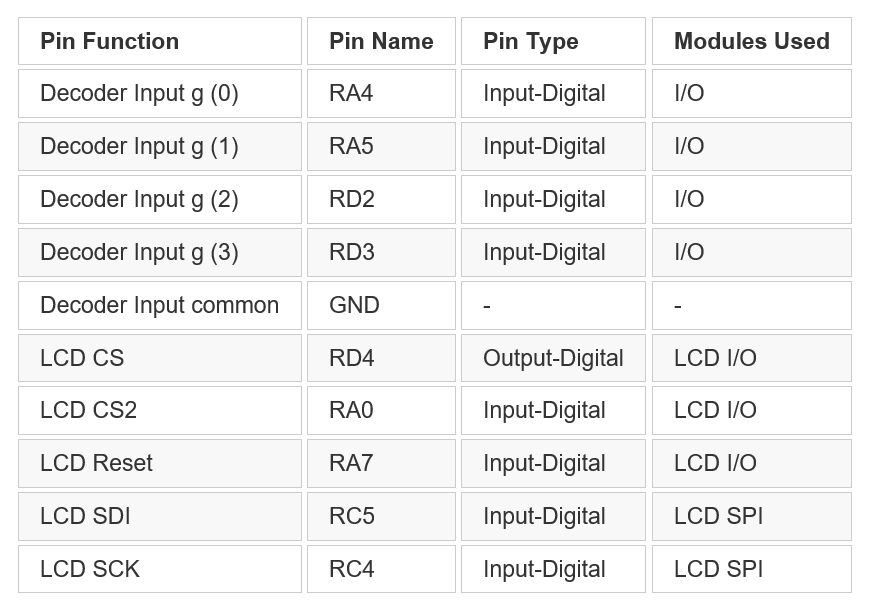 Pin Function Pin Name Pin Type Modules Used
Decoder Input g (0) RA4 Input-Digital I/O
Decoder Input g (1) RA5 Input-Digital I/O
Decoder Input g (2) RD2 Input-Digital I/O
Decoder Input g (3) RD3 Input-Digital I/O
Decoder Input common GND - -
LCD CS RD4 Output-Digital LCD I/O
LCD CS2 RA0 Input-Digital LCD I/O
LCD Reset RA7 Input-Digital LCD I/O
LCD SDI RC5 Input-Digital LCD SPI
LCD SCK RC4 Input-Digital LCD SPI